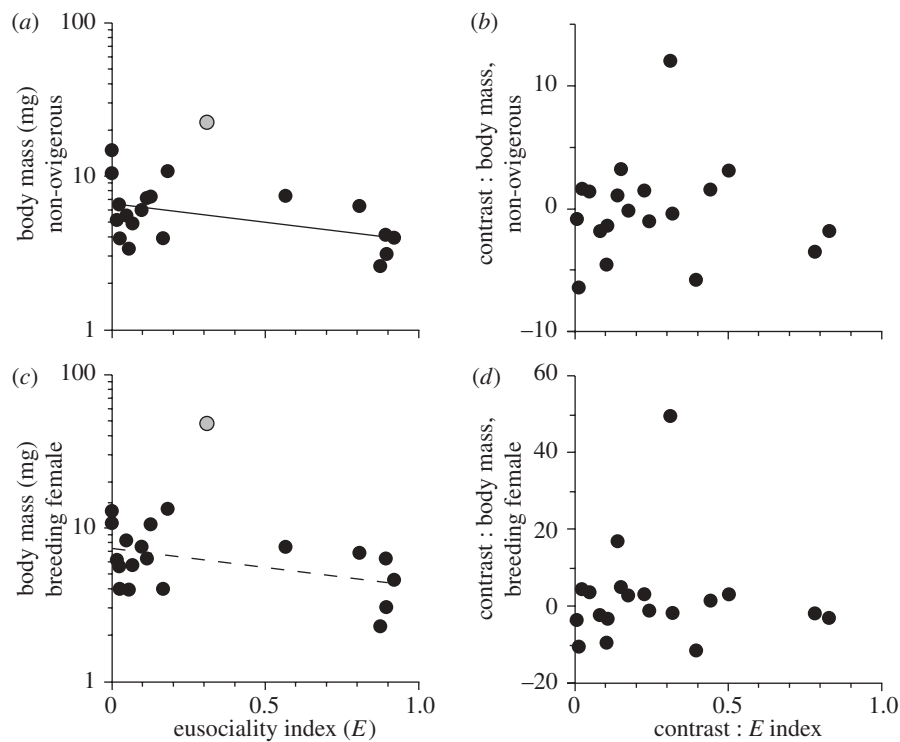 (a)
100
10
1
body mass (mg)
non-ovigerous
(b)
10
0
–10
contrast : body mass,
non-ovigerous
(c)
100
10
1
body mass (mg)
breeding female
0
0.5
1.0
eusociality index (E)
(d)
60
40
20
0
–20
contrast : body mass,
breeding female
0
0.5
1.0
contrast : E index